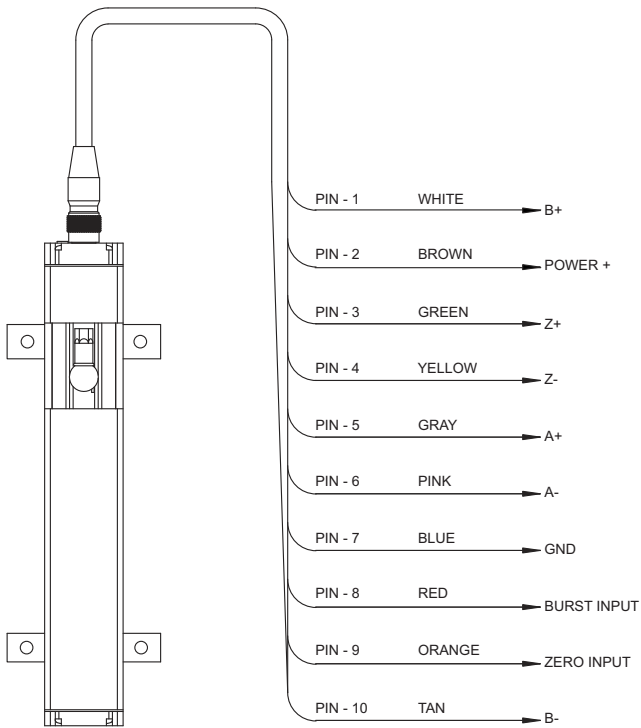 PIN - 1 WHITE B+
PIN - 2 BROWN POWER +
PIN - 3 GREEN Z+
PIN - 4 YELLOW Z-
PIN - 5 GRAY A+
PIN - 6 PINK A-
PIN - 7 BLUE GND
PIN - 8 RED BURST INPUT
PIN - 9 ORANGE ZERO INPUT
PIN - 10 TAN B-